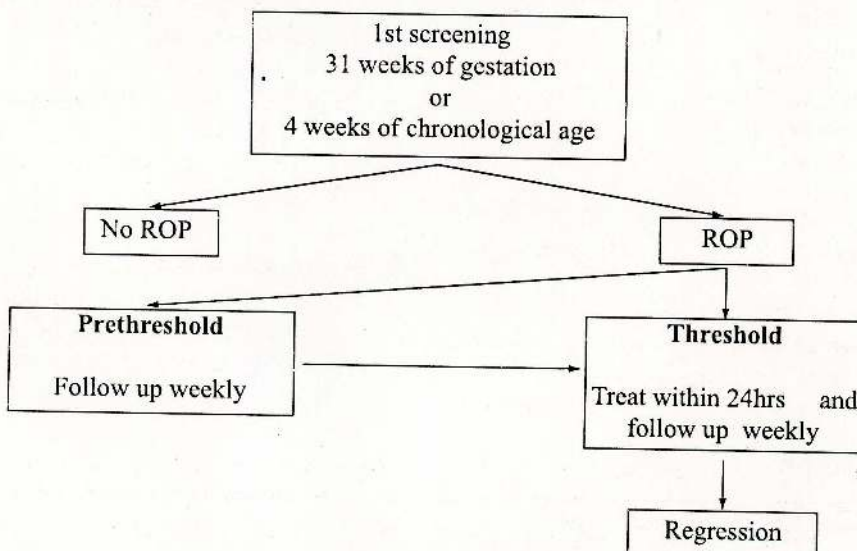 1st screening
31 weeks of gestation
or
4 weeks of chronological age
No ROP
ROP
Prethreshold
Follow up weekly
Threshold
Treat within 24hrs and
follow up weekly
Regression